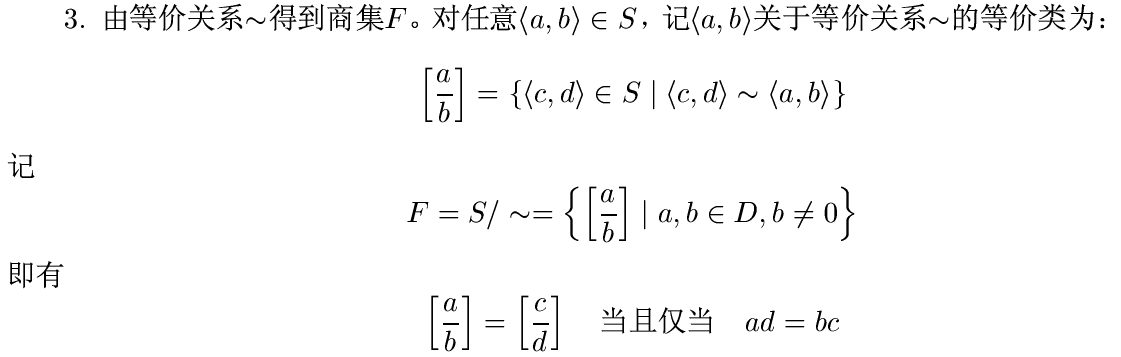 3. 由等价关系~得到商集F。对任意⟨a, b⟩ ∈ S，记⟨a, b⟩关于等价关系~的等价类为：
[a/b] = {⟨c, d⟩ ∈ S | ⟨c, d⟩ ∼ ⟨a, b⟩}
记
F = S/ ∼= {[a/b] | a, b ∈ D, b ≠ 0}
即有
[a/b] = [c/d] 当且仅当 ad = bc